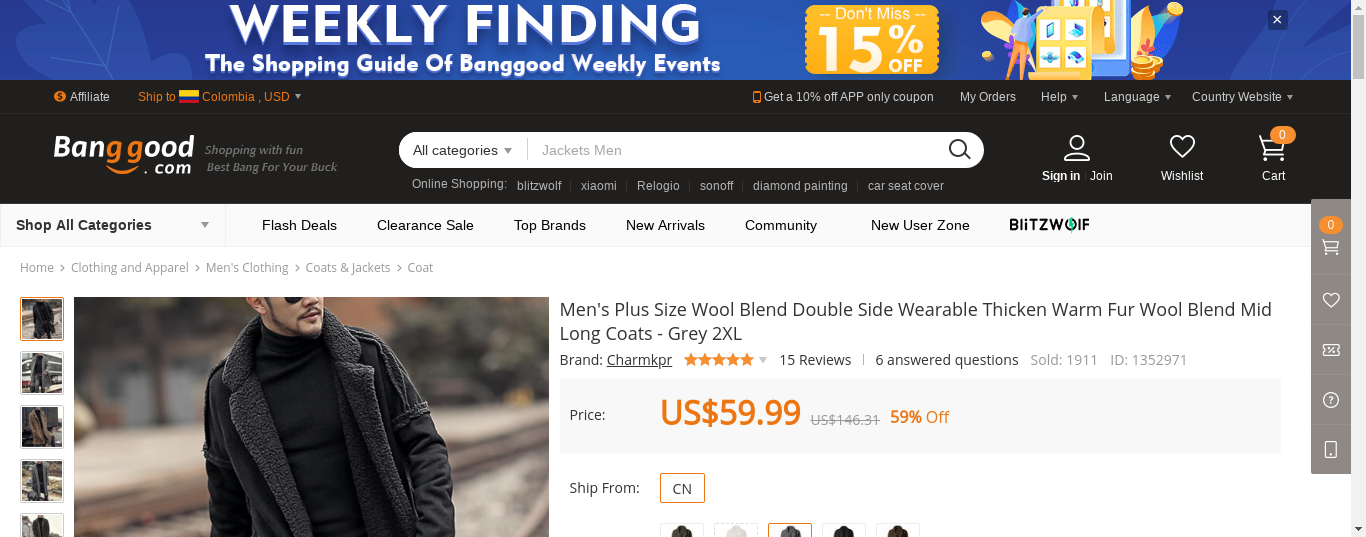 WEEKLY FINDING
The Shopping Guide Of Banggood Weekly Events
-- Don't Miss --
15% OFF
Affiliate
Ship to Colombia , USD
Get a 10% off APP only coupon
My Orders
Help
Language
Country Website
Banggood.com
Shopping with fun
Best Bang For Your Buck
All categories
Jackets Men
Online Shopping: blitzwolf xiaomi Relogio sonoff diamond painting car seat cover
Sign in Join
Wishlist
0
Cart
Shop All Categories
Flash Deals
Clearance Sale
Top Brands
New Arrivals
Community
New User Zone
BLITZWOLF
0
Home > Clothing and Apparel > Men's Clothing > Coats & Jackets > Coat
Men's Plus Size Wool Blend Double Side Wearable Thicken Warm Fur Wool Blend Mid
Long Coats - Grey 2XL
Brand: Charmkpr 15 Reviews 6 answered questions Sold: 1911 ID: 1352971
Price: US$59.99 US$146.31 59% Off
Ship From: CN